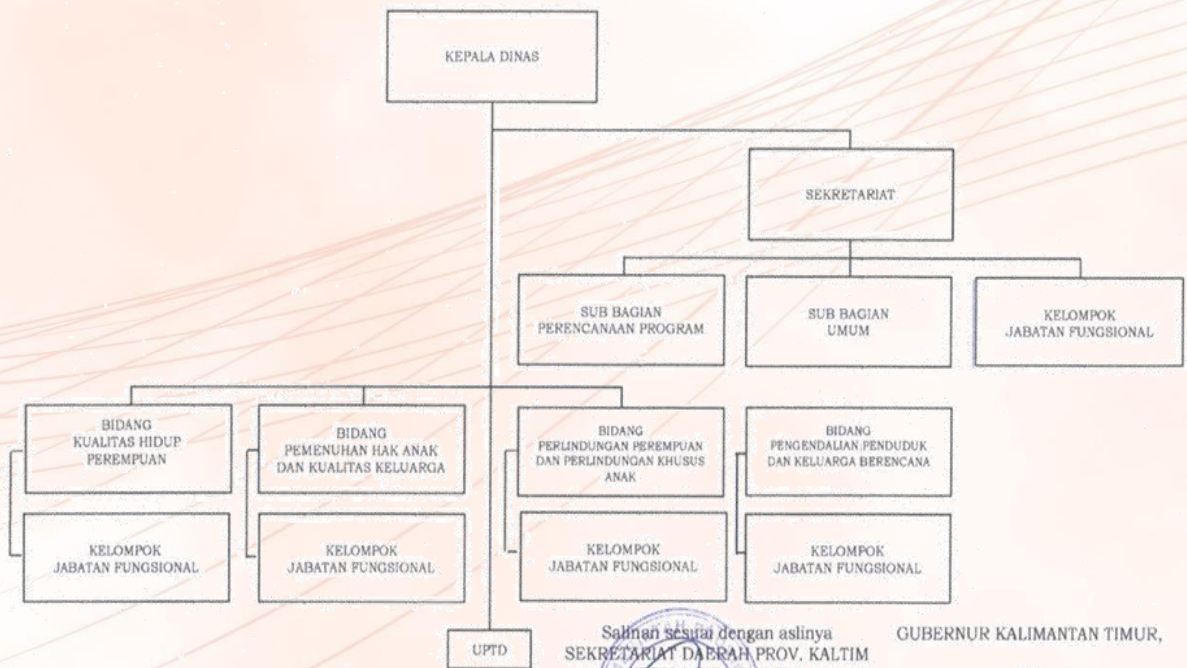 KEPALA DINAS
SEKRETARIAT
SUB BAGIAN
PERENCANAAN PROGRAM
SUB BAGIAN
UMUM
KELOMPOK
JABATAN FUNGSIONAL
BIDANG
KUALITAS HIDUP
PEREMPUAN
BIDANG
PEMENUHAN HAK ANAK
DAN KUALITAS KELUARGA
BIDANG
PERLINDUNGAN PEREMPUAN
DAN PERLINDUNGAN KHUSUS
ANAK
BIDANG
PENGENDALIAN PENDUDUK
DAN KELUARGA BERENCANA
KELOMPOK
JABATAN FUNGSIONAL
KELOMPOK
JABATAN FUNGSIONAL
KELOMPOK
JABATAN FUNGSIONAL
KELOMPOK
JABATAN FUNGSIONAL
UPTD
Salinan sesuai dengan aslinya
SEKRETARIAT DAERAH PROV. KALTIM
GUBERNUR KALIMANTAN TIMUR,